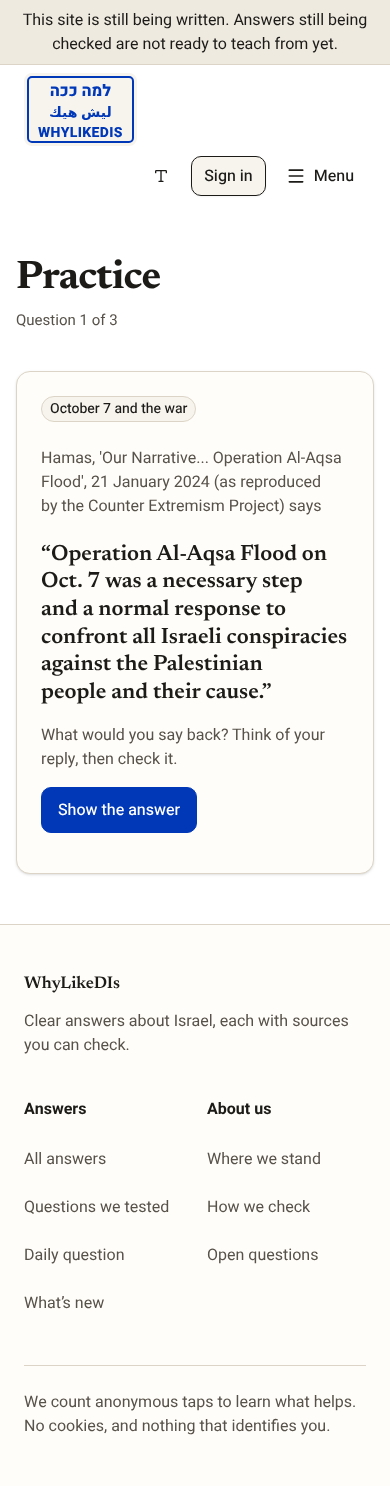 This site is still being written. Answers still being
checked are not ready to teach from yet.
למה ככה
ليش هيك
WHYLIKEDIS
T
Sign in
Menu
Practice
Question 1 of 3
October 7 and the war
Hamas, 'Our Narrative... Operation Al-Aqsa
Flood', 21 January 2024 (as reproduced
by the Counter Extremism Project) says
“Operation Al-Aqsa Flood on
Oct. 7 was a necessary step
and a normal response to
confront all Israeli conspiracies
against the Palestinian
people and their cause.”
What would you say back? Think of your
reply, then check it.
Show the answer
WhyLikeDIs
Clear answers about Israel, each with sources
you can check.
Answers
All answers
Questions we tested
Daily question
What’s new
About us
Where we stand
How we check
Open questions
We count anonymous taps to learn what helps.
No cookies, and nothing that identifies you.